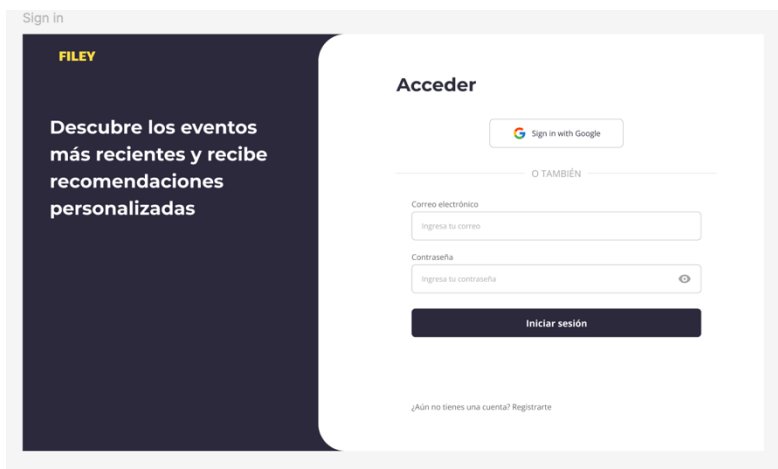 Sign in
FILEY
Descubre los eventos
más recientes y recibe
recomendaciones
personalizadas
Acceder
Sign in with Google
O TAMBIÉN
Correo electrónico
Ingresa tu correo
Contraseña
Ingresa tu contraseña
Iniciar sesión
¿Aún no tienes una cuenta? Registrarte